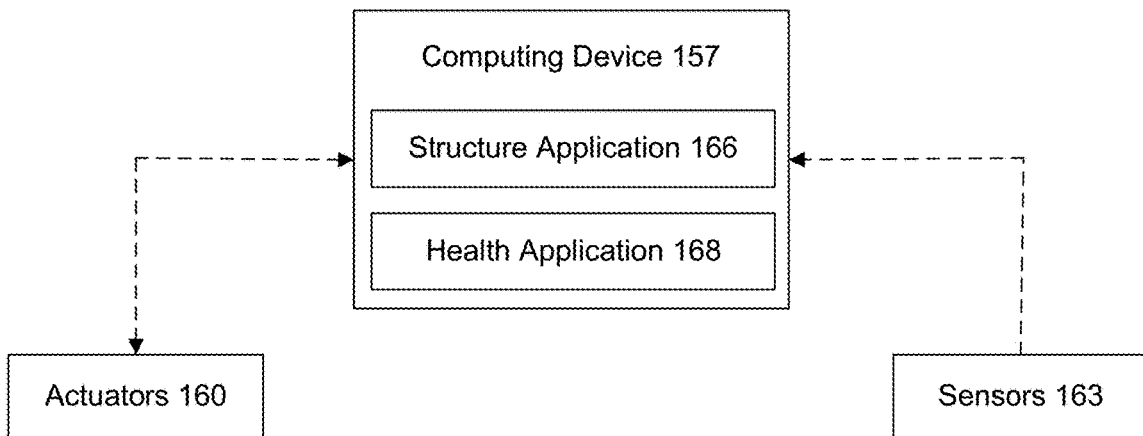 Computing Device 157
Structure Application 166
Health Application 168
Actuators 160
Sensors 163